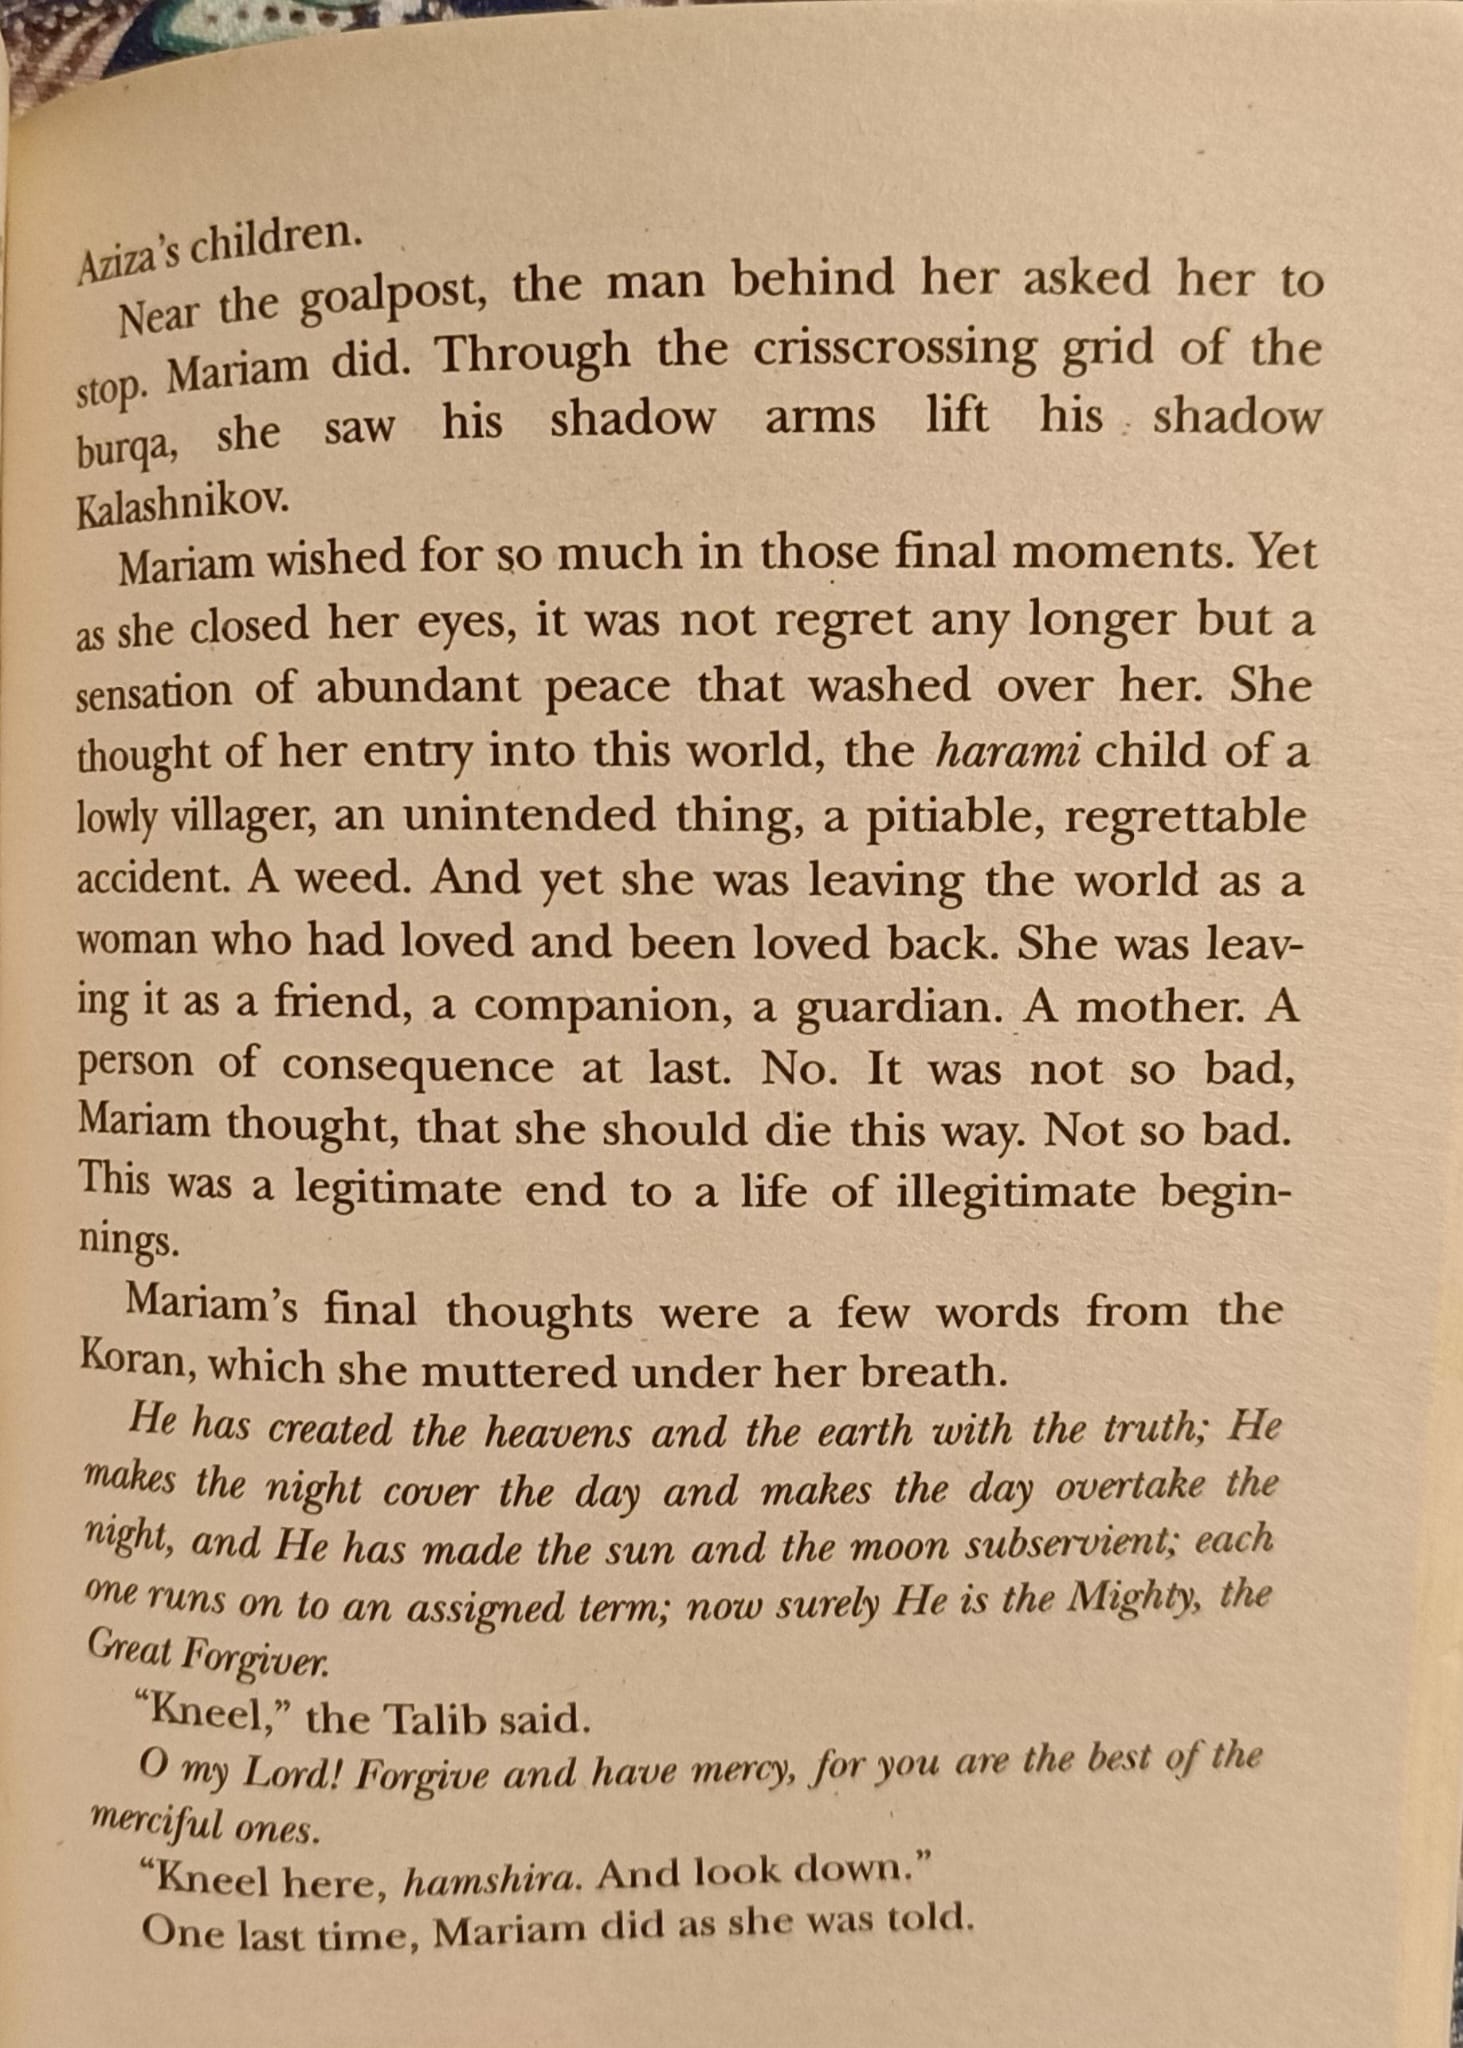 Aziza's children.
Near the goalpost, the man behind her asked her to
stop. Mariam did. Through the crisscrossing grid of the
burqa, she saw his shadow arms lift his shadow
Kalashnikov.
Mariam wished for so much in those final moments. Yet
as she closed her eyes, it was not regret any longer but a
sensation of abundant peace that washed over her. She
thought of her entry into this world, the harami child of a
lowly villager, an unintended thing, a pitiable, regrettable
accident. A weed. And yet she was leaving the world as a
woman who had loved and been loved back. She was leav-
ing it as a friend, a companion, a guardian. A mother. A
person of consequence at last. No. It was not so bad,
Mariam thought, that she should die this way. Not so bad.
This was a legitimate end to a life of illegitimate begin-
nings.
Mariam's final thoughts were a few words from the
Koran, which she muttered under her breath.
He has created the heavens and the earth with the truth; He
makes the night cover the day and makes the day overtake the
night, and He has made the sun and the moon subservient; each
one runs on to an assigned term; now surely He is the Mighty, the
Great Forgiver.
“Kneel,” the Talib said.
O my Lord! Forgive and have mercy, for you are the best of the
merciful ones.
“Kneel here, hamshira. And look down.”
One last time, Mariam did as she was told.